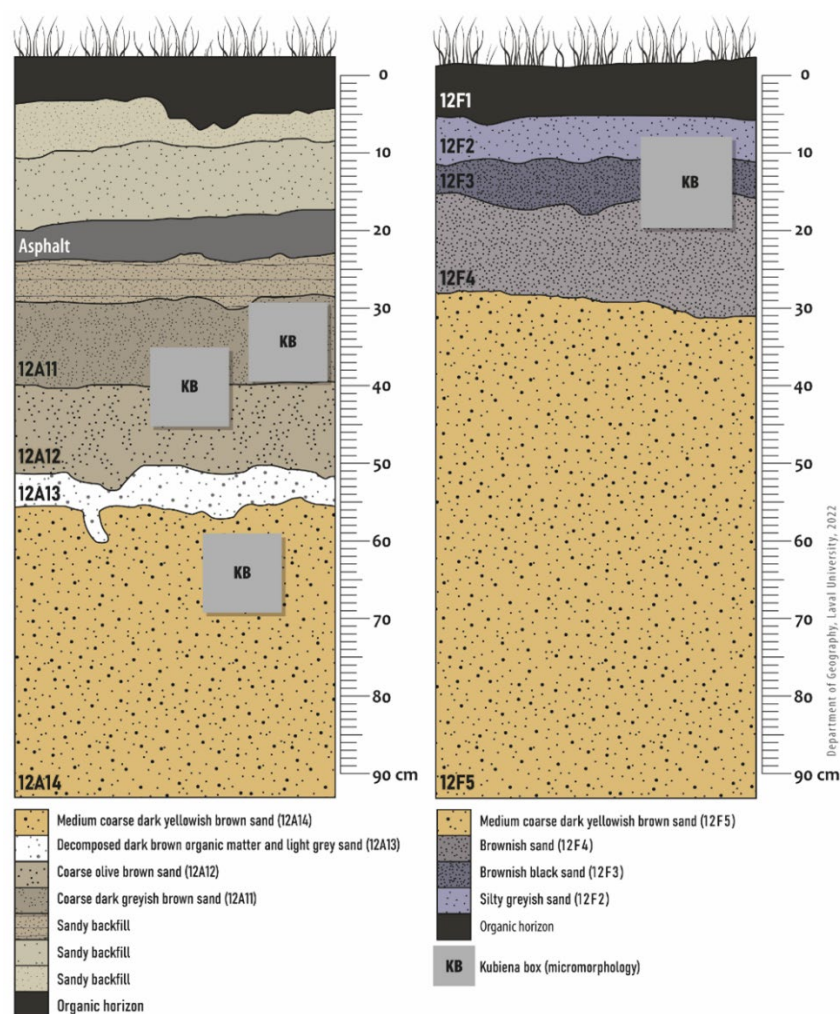 Asphalt
12A11
12A12
12A13
12A14
KB
KB
KB
0
10
20
30
40
50
60
70
80
90 cm
12F1
12F2
12F3
12F4
12F5
KB
0
10
20
30
40
50
60
70
80
90 cm
Department of Geography, Laval University, 2022
Medium coarse dark yellowish brown sand (12A14)
Decomposed dark brown organic matter and light grey sand (12A13)
Coarse olive brown sand (12A12)
Coarse dark greyish brown sand (12A11)
Sandy backfill
Sandy backfill
Sandy backfill
Organic horizon
Medium coarse dark yellowish brown sand (12F5)
Brownish sand (12F4)
Brownish black sand (12F3)
Silty greyish sand (12F2)
Organic horizon
KB Kubiena box (micromorphology)